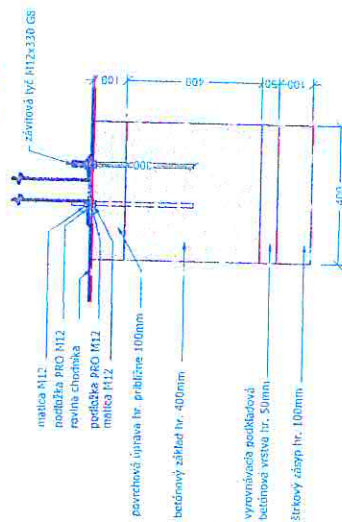 závitová tyč M12x330 G8
matica M12
podložka PRO M12
rovina chodníka
podložka PRO M12
matica M12
povrchová úprava hr. približne 100mm
betónový základ hr. 400mm
vyrovnávacia podkladová
betónová vrstva hr. 50mm
štrkový zásyp hr. 100mm
100
400
50
100
300
400